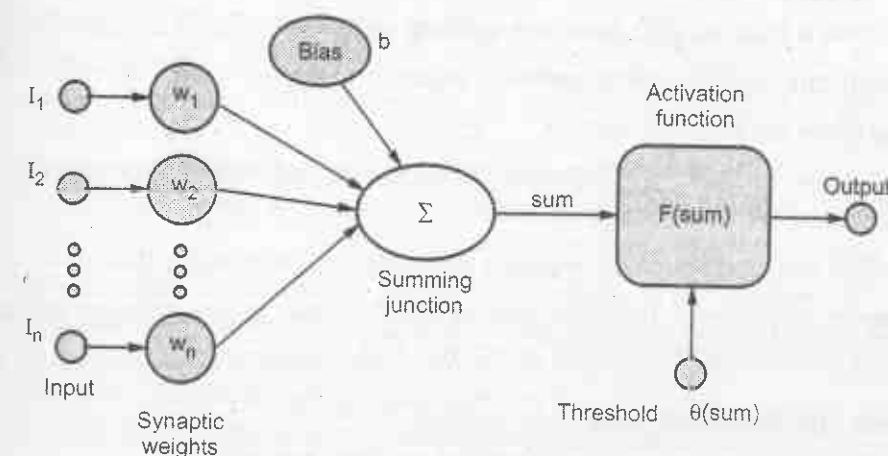 Bias b
I1
w1
Activation
function
I2
w2
Σ
sum
F(sum)
Output
Summing
junction
In
wn
Input
Synaptic
weights
Threshold θ(sum)